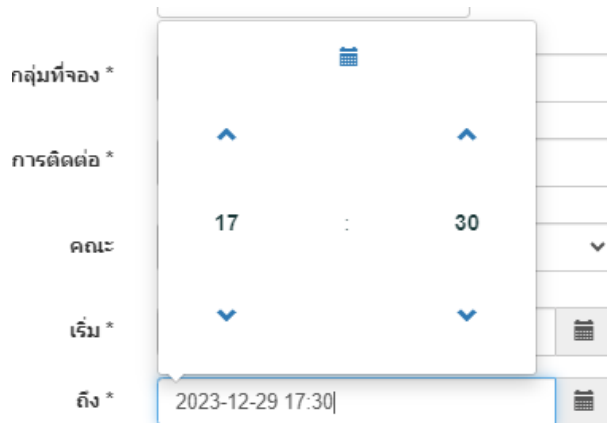 กลุ่มที่จอง *
การติดต่อ *
17 : 30
คณะ
เริ่ม *
ถึง * 2023-12-29 17:30